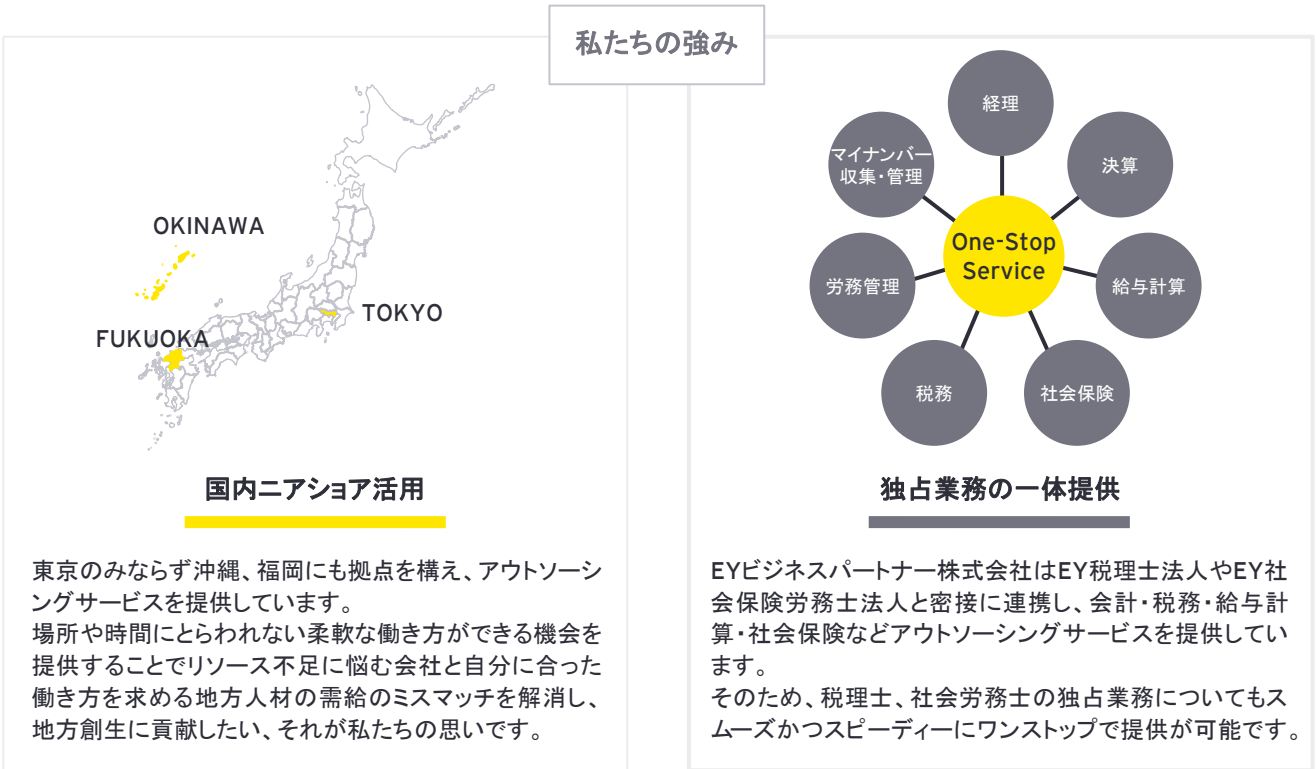 私たちの強み
OKINAWA
TOKYO
FUKUOKA
国内ニアショア活用
東京のみならず沖縄、福岡にも拠点を構え、アウトソーシ
ングサービスを提供しています。
場所や時間にとらわれない柔軟な働き方ができる機会を
提供することでリソース不足に悩む会社と自分に合った
働き方を求める地方人材の需給のミスマッチを解消し、
地方創生に貢献したい、それが私たちの思いです。
経理
マイナンバー
収集・管理
決算
One-Stop
Service
労務管理
給与計算
税務
社会保険
独占業務の一体提供
EYビジネスパートナー株式会社はEY税理士法人やEY社
会保険労務士法人と密接に連携し、会計・税務・給与計
算・社会保険などアウトソーシングサービスを提供してい
ます。
そのため、税理士、社会労務士の独占業務についてもス
ムーズかつスピーディーにワンストップで提供が可能です。